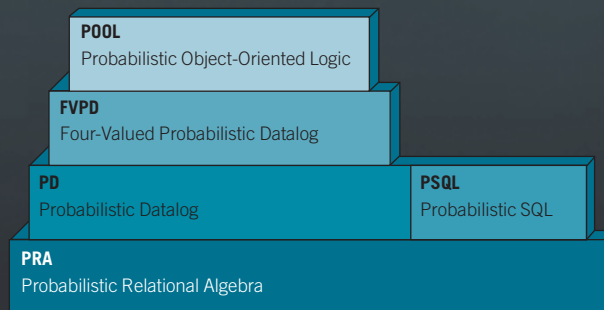 POOL
Probabilistic Object-Oriented Logic
FVPD
Four-Valued Probabilistic Datalog
PD
Probabilistic Datalog
PSQL
Probabilistic SQL
PRA
Probabilistic Relational Algebra